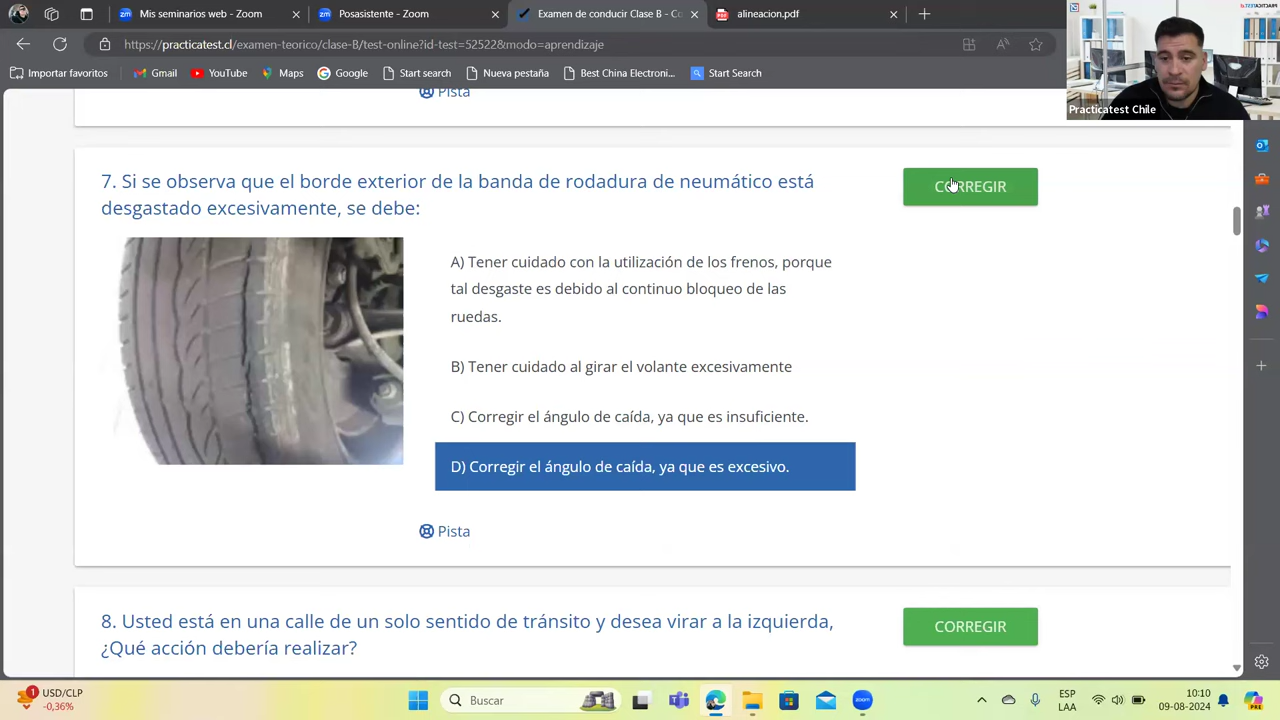 Mis seminarios web - Zoom
Posasistente - Zoom
Examen de conducir Clase B - Co
alineacion.pdf
https://practicatest.cl/examen-teorico/clase-B/test-online?id-test=52522&modo=aprendizaje
Importar favoritos
Gmail
YouTube
Maps
Google
Start search
Nueva pestaña
Best China Electroni...
Start Search
Practicatest Chile
Pista
7. Si se observa que el borde exterior de la banda de rodadura de neumático está
desgastado excesivamente, se debe:
CORREGIR
A) Tener cuidado con la utilización de los frenos, porque
tal desgaste es debido al continuo bloqueo de las
ruedas.
B) Tener cuidado al girar el volante excesivamente
C) Corregir el ángulo de caída, ya que es insuficiente.
D) Corregir el ángulo de caída, ya que es excesivo.
Pista
8. Usted está en una calle de un solo sentido de tránsito y desea virar a la izquierda,
¿Qué acción debería realizar?
CORREGIR
1
USD/CLP
-0,36%
Buscar
zoom
ESP
LAA
10:10
09-08-2024
PRE